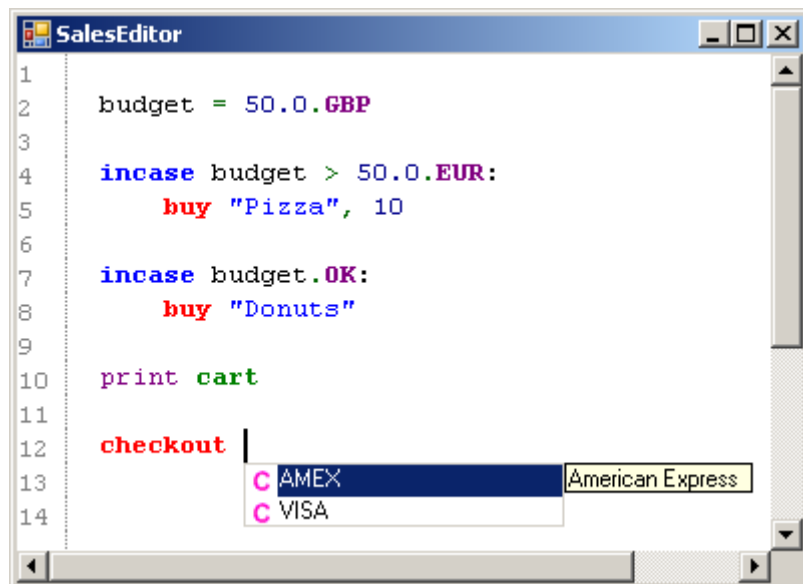 SalesEditor
1
2 budget = 50.0.GBP
3
4 incase budget > 50.0.EUR:
5 buy "Pizza", 10
6
7 incase budget.OK:
8 buy "Donuts"
9
10 print cart
11
12 checkout
13 C AMEX American Express
14 C VISA